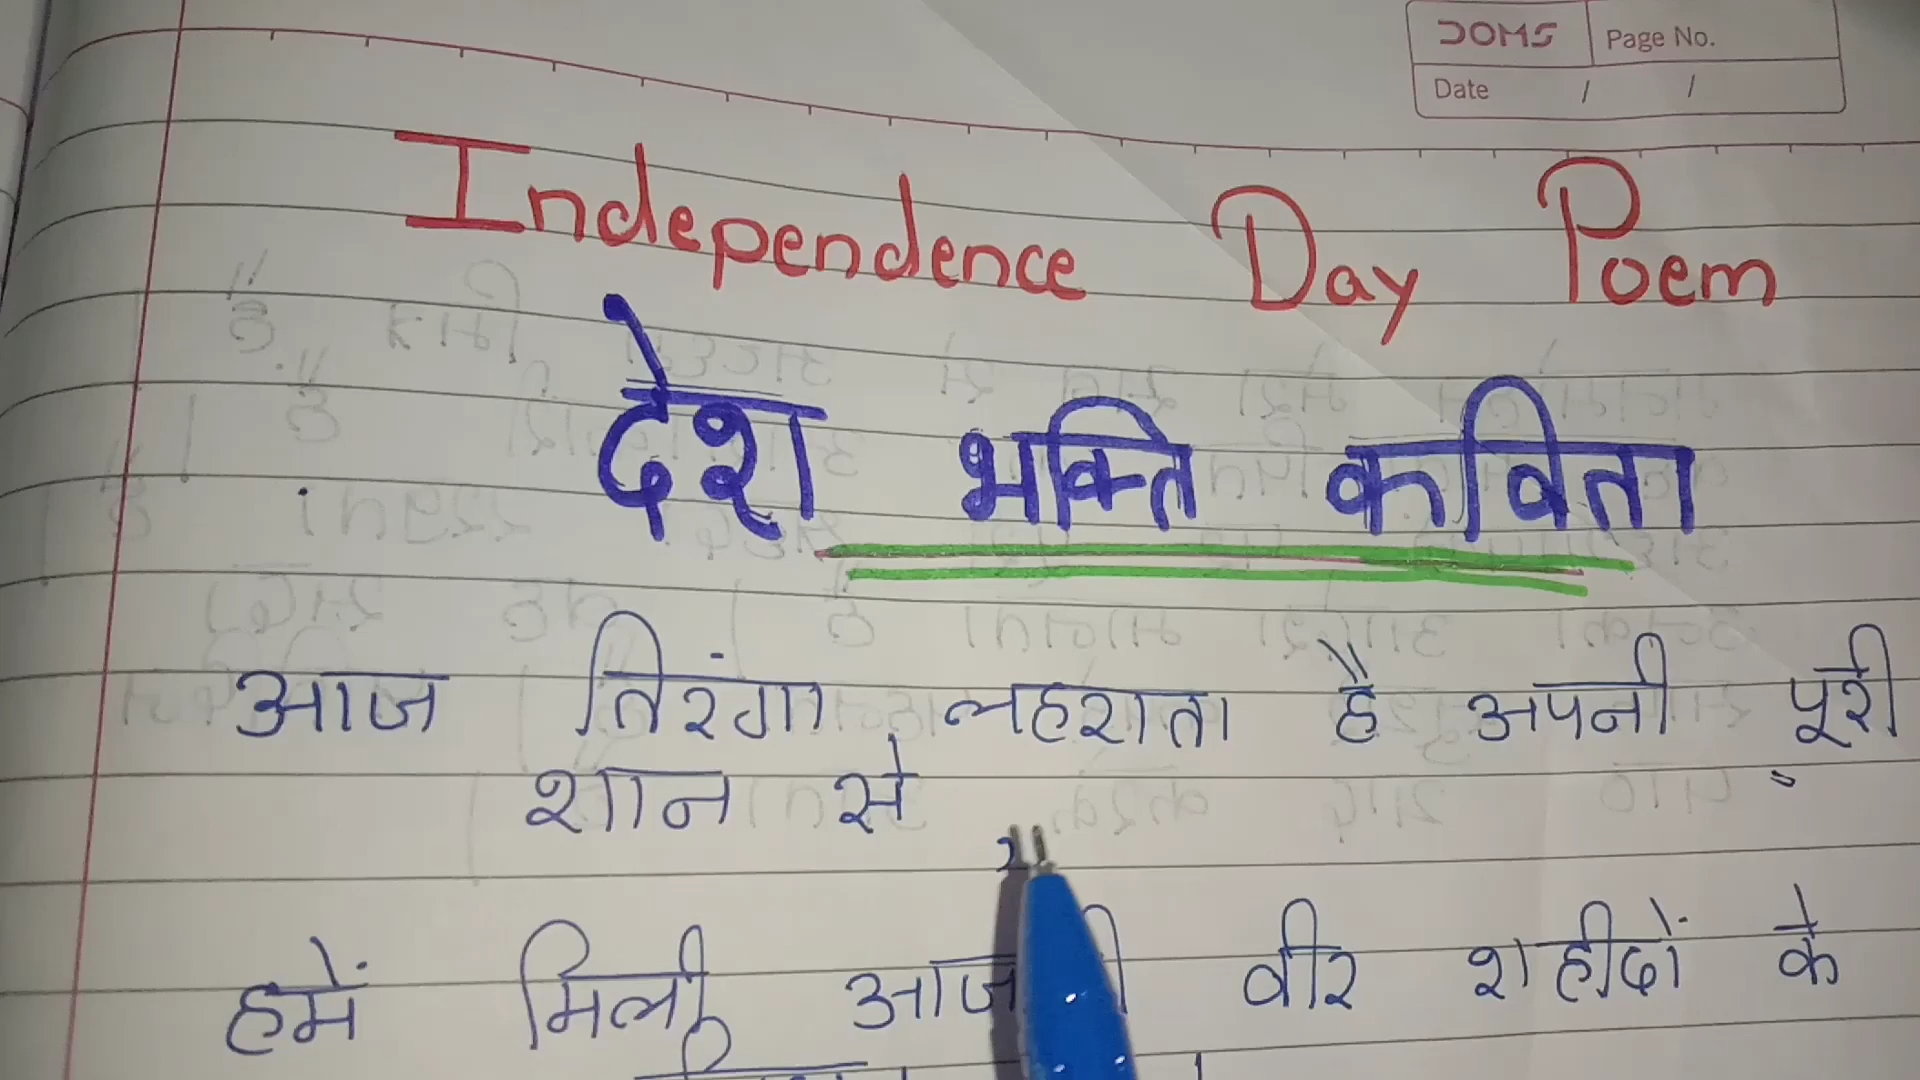 DOMS Page No.
Date / /
Independence Day Poem
देश भक्ति कविता
आज तिरंगा लहराता है अपनी पूरी
शान से
हमें मिली वीर शहीदों के